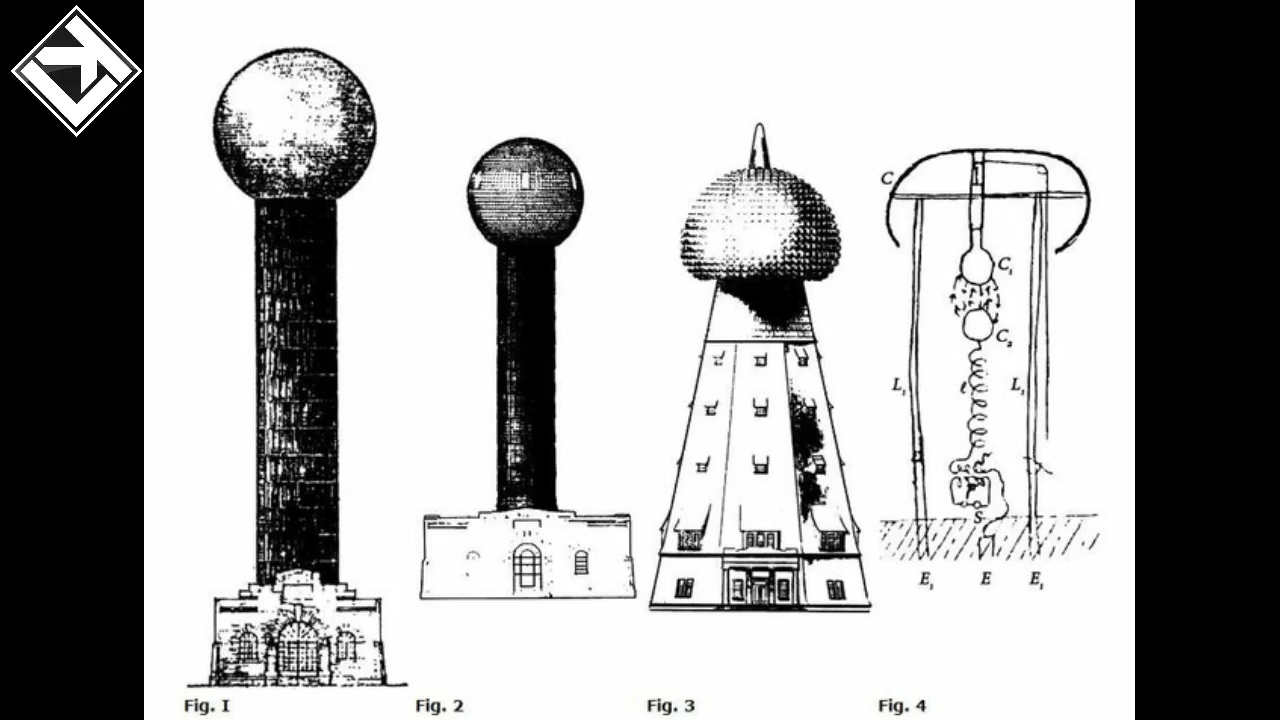 C
C₁
C₂
L₁
ℓ
L₁
S
E₁
E
E₁
Fig. I
Fig. 2
Fig. 3
Fig. 4